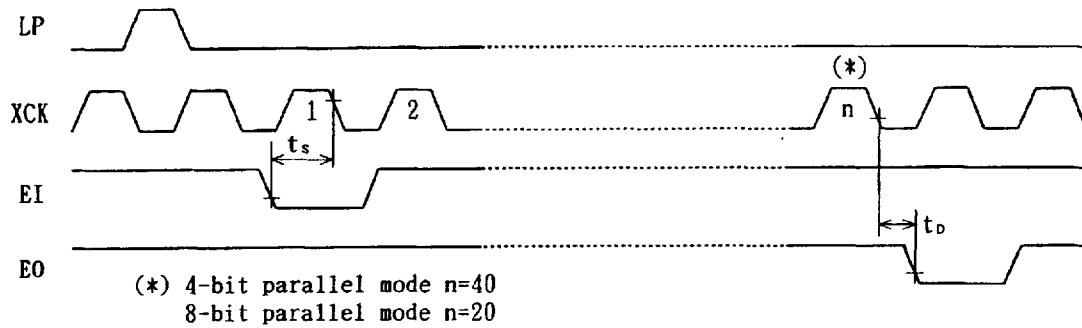 LP
(*)
XCK 1 2 n
ts
EI
tD
EO
(*) 4-bit parallel mode n=40
8-bit parallel mode n=20